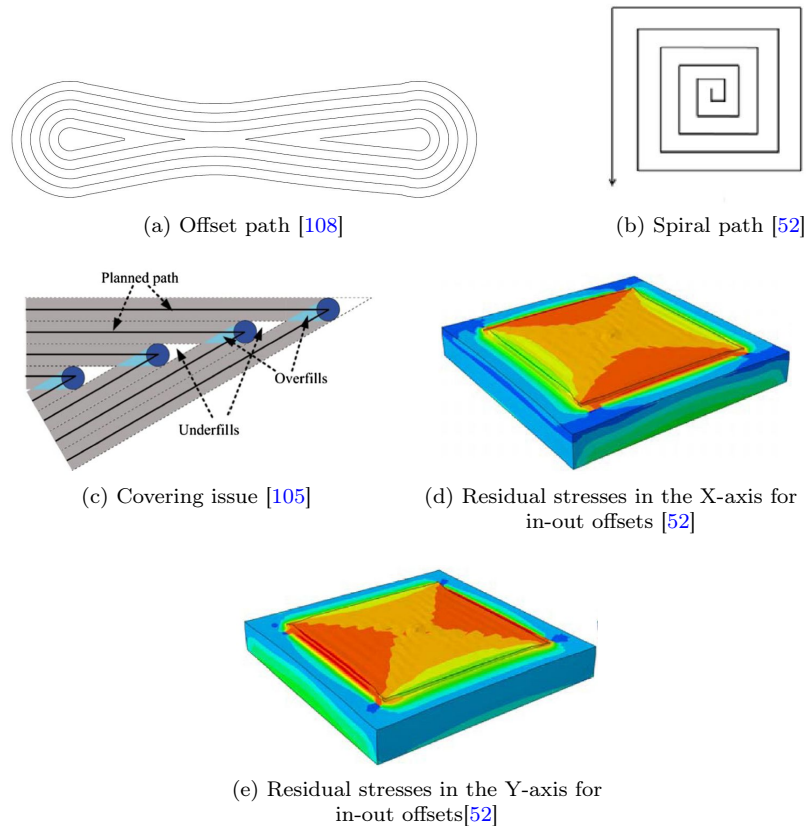 (a) Offset path [108]
(b) Spiral path [52]
Planned path
Overfills
Underfills
(c) Covering issue [105]
(d) Residual stresses in the X-axis for
in-out offsets [52]
(e) Residual stresses in the Y-axis for
in-out offsets[52]